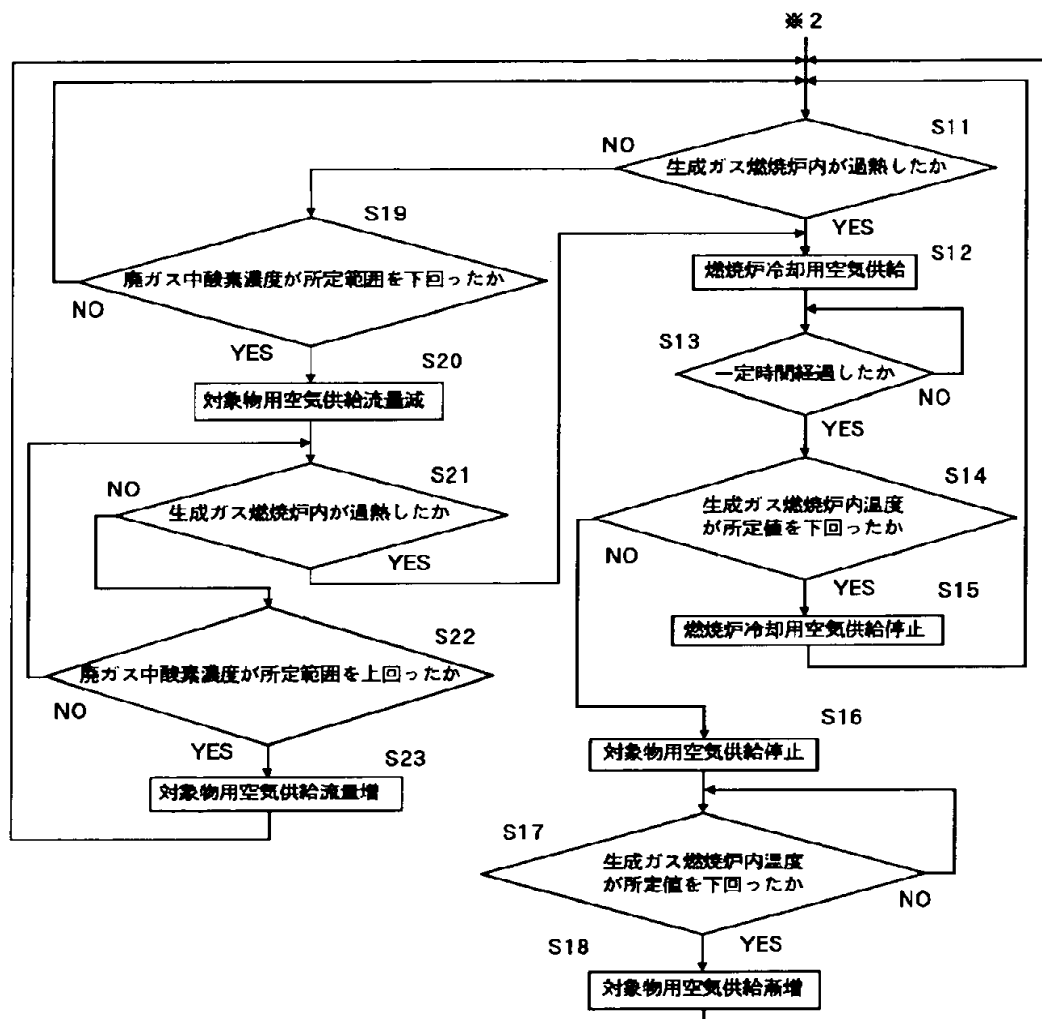 ※2
S11
NO
生成ガス燃焼炉内が過熱したか
YES
S12
燃焼炉冷却用空気供給
S13
一定時間経過したか
NO
YES
S14
生成ガス燃焼炉内温度
が所定値を下回ったか
NO
YES
S15
燃焼炉冷却用空気供給停止
S16
対象物用空気供給停止
S17
生成ガス燃焼炉内温度
が所定値を下回ったか
NO
YES
S18
対象物用空気供給漸増
S19
廃ガス中酸素濃度が所定範囲を下回ったか
NO
YES
S20
対象物用空気供給流量減
S21
NO
生成ガス燃焼炉内が過熱したか
YES
S22
廃ガス中酸素濃度が所定範囲を上回ったか
NO
YES
S23
対象物用空気供給流量増